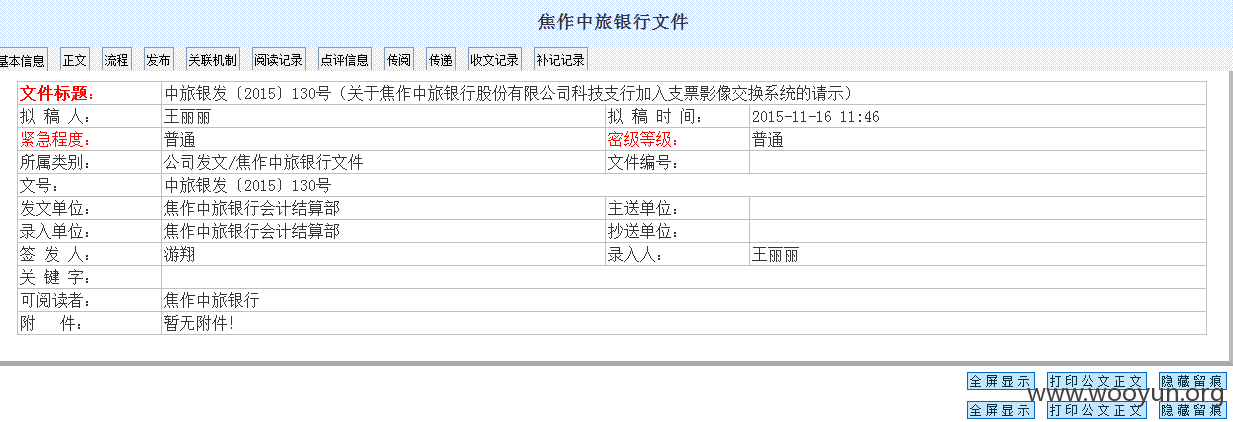 焦作中旅银行文件
基本信息 正文 流程 发布 关联机制 阅读记录 点评信息 传阅 传递 收文记录 补记记录
文件标题: 中旅银发〔2015〕130号（关于焦作中旅银行股份有限公司科技支行加入支票影像交换系统的请示）
拟 稿 人: 王丽丽 拟 稿 时 间: 2015-11-16 11:46
紧急程度: 普通 密级等级: 普通
所属类别: 公司发文/焦作中旅银行文件 文件编号:
文号: 中旅银发〔2015〕130号
发文单位: 焦作中旅银行会计结算部 主送单位:
录入单位: 焦作中旅银行会计结算部 抄送单位:
签 发 人: 游翔 录入人: 王丽丽
关 键 字:
可阅读者: 焦作中旅银行
附 件: 暂无附件!
全屏显示 打印公文正文 隐藏留痕
www.wooyun.org
全屏显示 打印公文正文 隐藏留痕